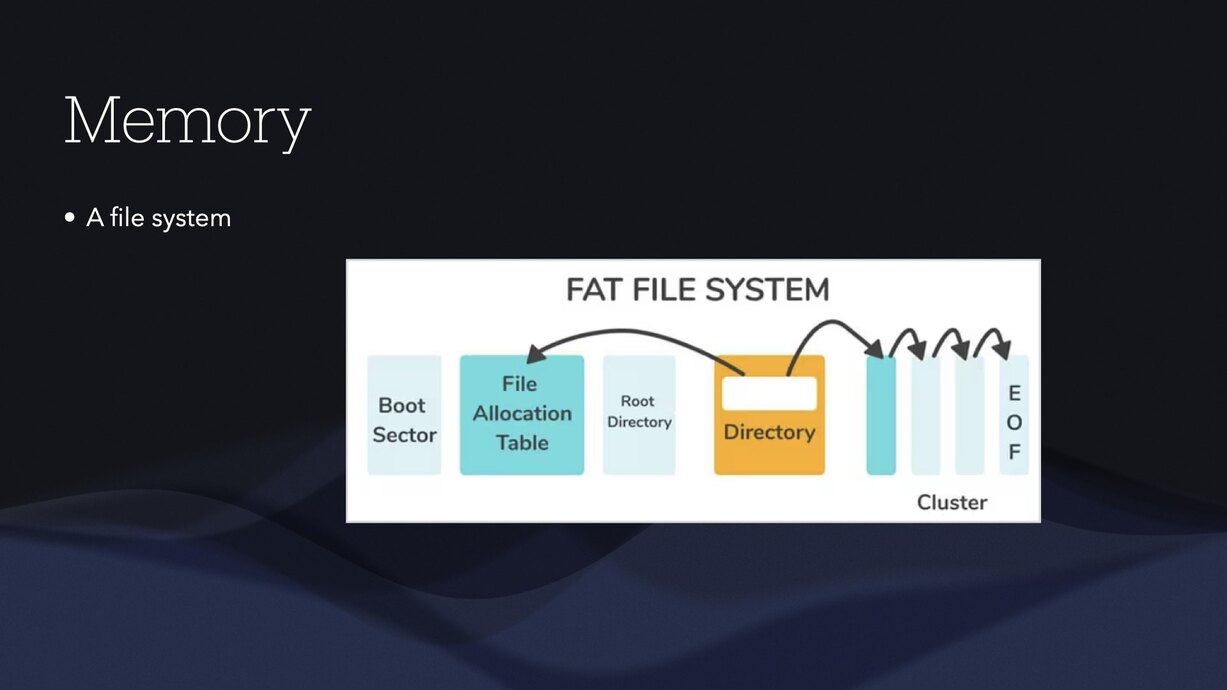 Memory
• A file system
FAT FILE SYSTEM
Boot
Sector
File
Allocation
Table
Root
Directory
Directory
E
O
F
Cluster